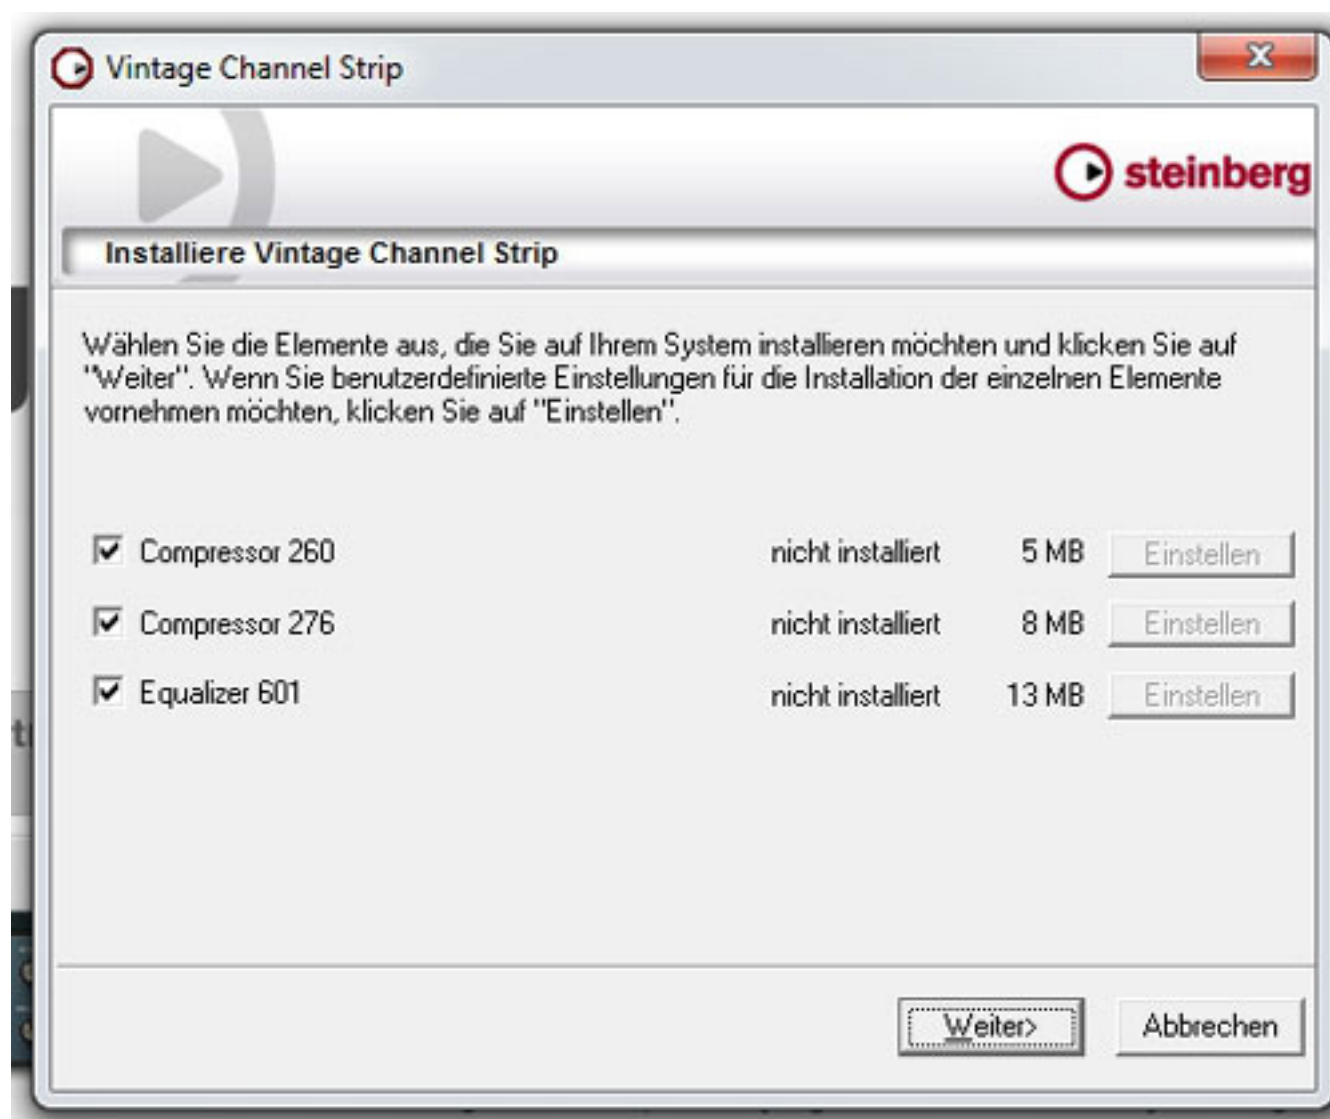 Vintage Channel Strip
steinberg
Installiere Vintage Channel Strip
Wählen Sie die Elemente aus, die Sie auf Ihrem System installieren möchten und klicken Sie auf
"Weiter". Wenn Sie benutzerdefinierte Einstellungen für die Installation der einzelnen Elemente
vornehmen möchten, klicken Sie auf "Einstellen".
Compressor 260 nicht installiert 5 MB Einstellen
Compressor 276 nicht installiert 8 MB Einstellen
Equalizer 601 nicht installiert 13 MB Einstellen
Weiter> Abbrechen